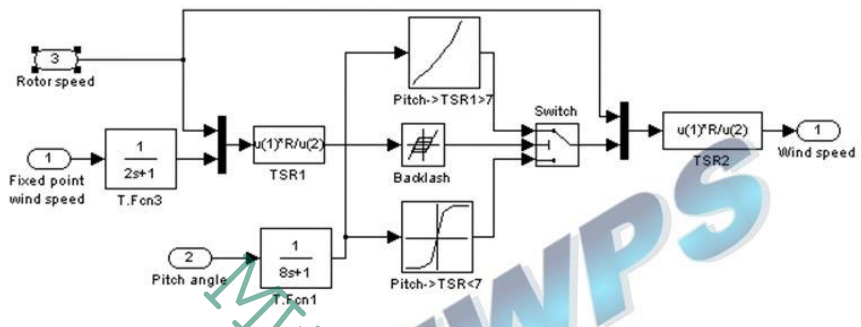 3
Rotor speed
1
Fixed point
wind speed
1
2s+1
T.Fcn3
u(1)*R/u(2)
TSR1
Pitch->TSR1>7
Backlash
Switch
u(1)*R/u(2)
TSR2
1
Wind speed
2
Pitch angle
1
8s+1
T.Fcn1
Pitch->TSR<7
WPS